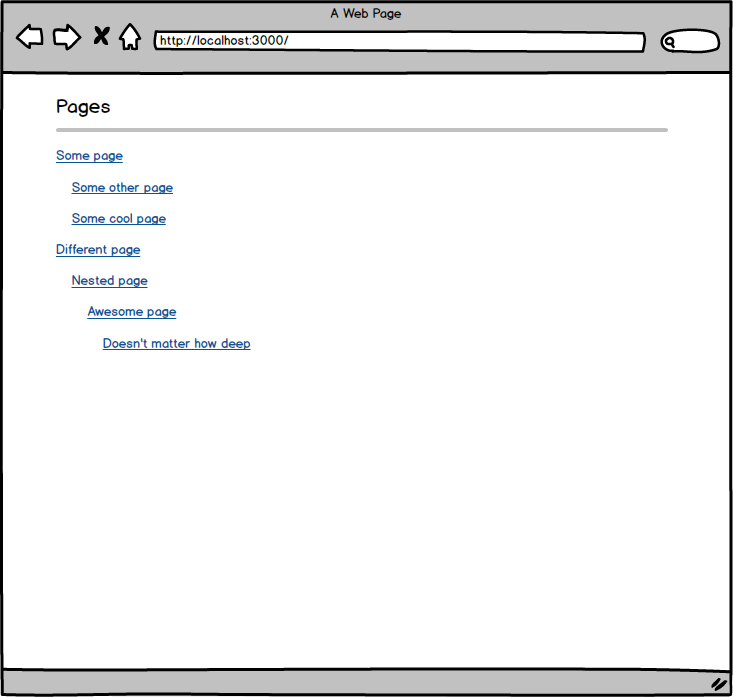 A Web Page
http://localhost:3000/
Pages
Some page
Some other page
Some cool page
Different page
Nested page
Awesome page
Doesn't matter how deep